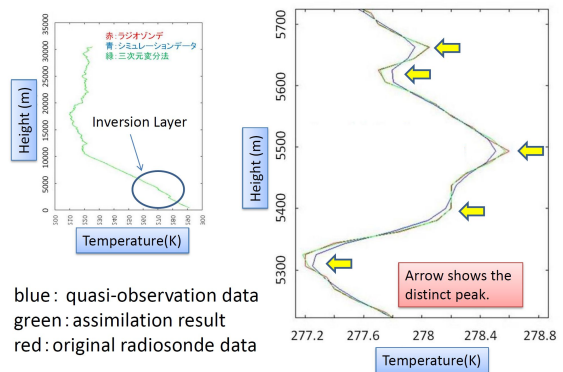 赤:ラジオゾンデ
青:シミュレーションデータ
緑:三次元変分法
Height (m)
35000
30000
25000
20000
15000
10000
5000
0
Inversion Layer
Temperature(K)
blue: quasi-observation data
green:assimilation result
red:original radiosonde data
Height (m)
5700
5600
5500
5400
5300
Arrow shows the
distinct peak.
277.2 277.6 278 278.4 278.8
Temperature(K)